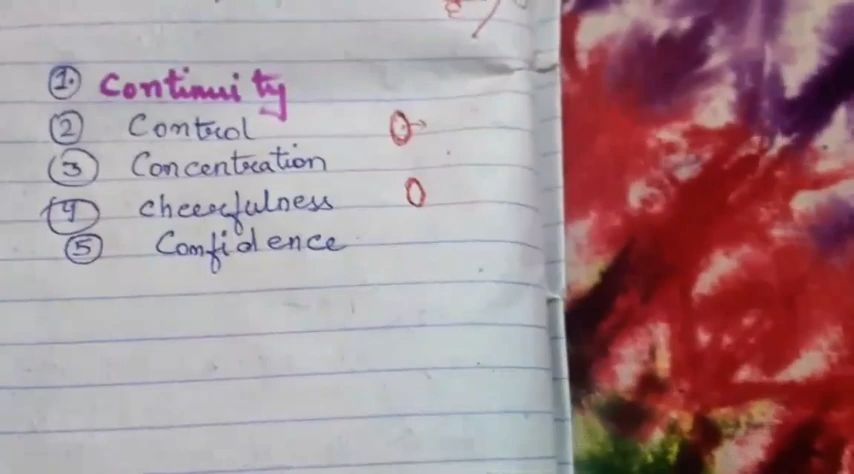 1. Continuity
2 Control
3 Concentration
4 cheerfulness
5 Confidence